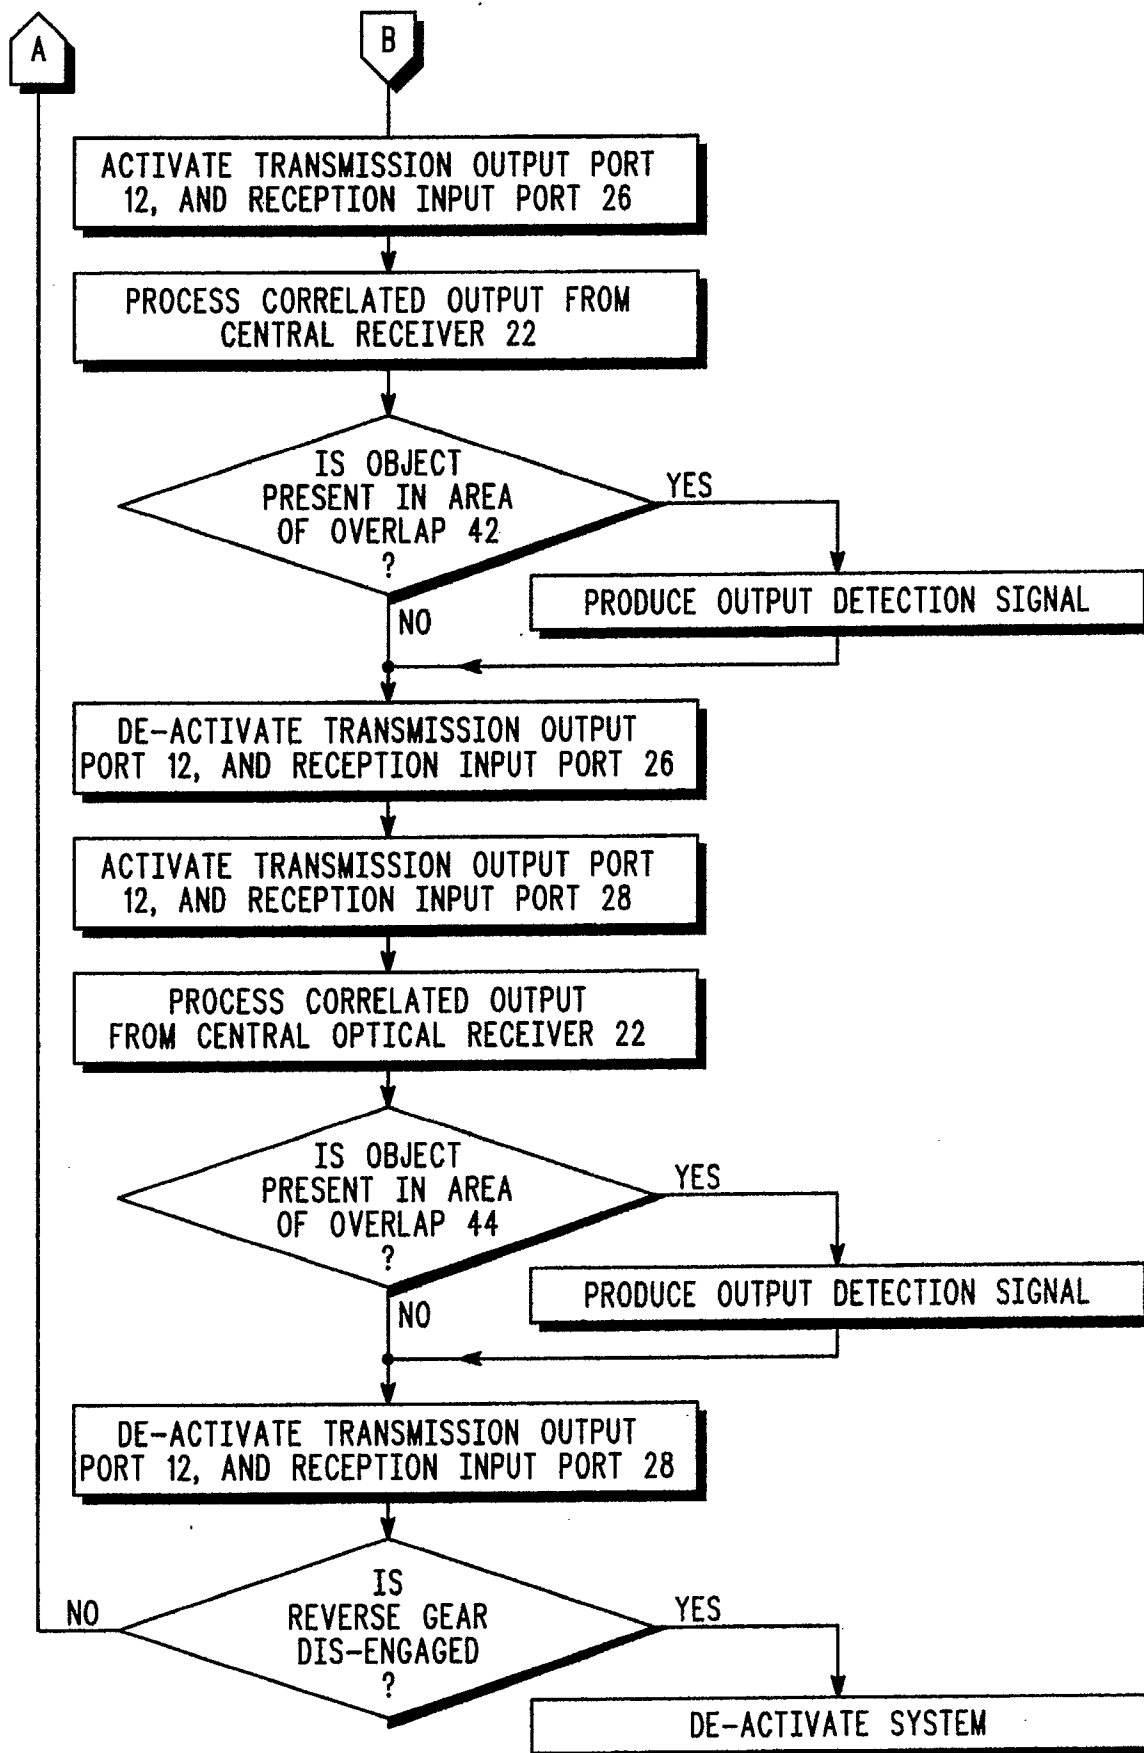 A
B
ACTIVATE TRANSMISSION OUTPUT PORT
12, AND RECEPTION INPUT PORT 26
PROCESS CORRELATED OUTPUT FROM
CENTRAL RECEIVER 22
IS OBJECT
PRESENT IN AREA
OF OVERLAP 42
?
YES
NO
PRODUCE OUTPUT DETECTION SIGNAL
DE-ACTIVATE TRANSMISSION OUTPUT
PORT 12, AND RECEPTION INPUT PORT 26
ACTIVATE TRANSMISSION OUTPUT PORT
12, AND RECEPTION INPUT PORT 28
PROCESS CORRELATED OUTPUT
FROM CENTRAL OPTICAL RECEIVER 22
IS OBJECT
PRESENT IN AREA
OF OVERLAP 44
?
YES
NO
PRODUCE OUTPUT DETECTION SIGNAL
DE-ACTIVATE TRANSMISSION OUTPUT
PORT 12, AND RECEPTION INPUT PORT 28
IS
REVERSE GEAR
DIS-ENGAGED
?
NO
YES
DE-ACTIVATE SYSTEM